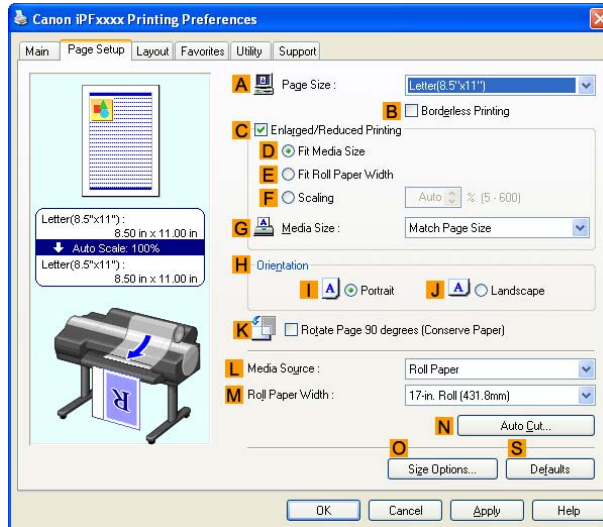 Canon iPFxxxx Printing Preferences
Main Page Setup Layout Favorites Utility Support
A Page Size : Letter(8.5"x11")
B Borderless Printing
C Enlarged/Reduced Printing
D Fit Media Size
E Fit Roll Paper Width
F Scaling Auto % (5 - 600)
G Media Size : Match Page Size
Letter(8.5"x11") :
8.50 in x 11.00 in
Auto Scale: 100%
Letter(8.5"x11") :
8.50 in x 11.00 in
H Orientation
I A Portrait J A Landscape
K Rotate Page 90 degrees (Conserve Paper)
L Media Source : Roll Paper
M Roll Paper Width : 17-in. Roll (431.8mm)
R
N Auto Cut...
O S
Size Options... Defaults
OK Cancel Apply Help